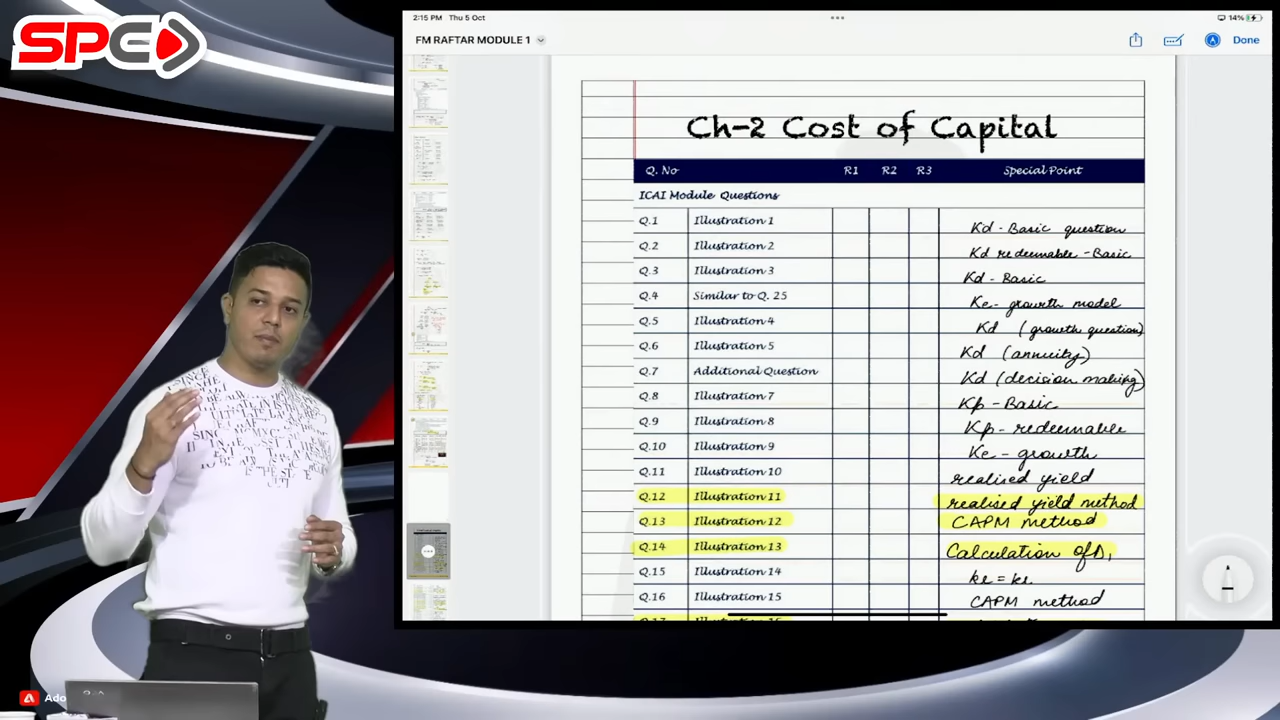 SPC
2:15 PM Thu 5 Oct
14%
FM RAFTAR MODULE 1
Done
Ch-2 Cost of Capital
Q. No R1 R2 R3 Special Point
ICAI Module Questions
Q.1 Illustration 1 Kd - Basic question
Q.2 Illustration 2 Kd redeemable - Basic
Q.3 Illustration 3 Kd - Basic
Q.4 Similar to Q. 25 Ke - growth model
Q.5 Illustration 4 Kd (growth question)
Q.6 Illustration 5 Kd (annuity)
Q.7 Additional Question Kd (decision making)
Q.8 Illustration 7 Kp - Basic
Q.9 Illustration 8 Kp - redeemable
Q.10 Illustration 9 Ke - growth
Q.11 Illustration 10 realised yield
Q.12 Illustration 11 realised yield method
Q.13 Illustration 12 CAPM method
Q.14 Illustration 13 Calculation of D1
Q.15 Illustration 14
Q.16 Illustration 15 CAPM method
SINCE
Ado